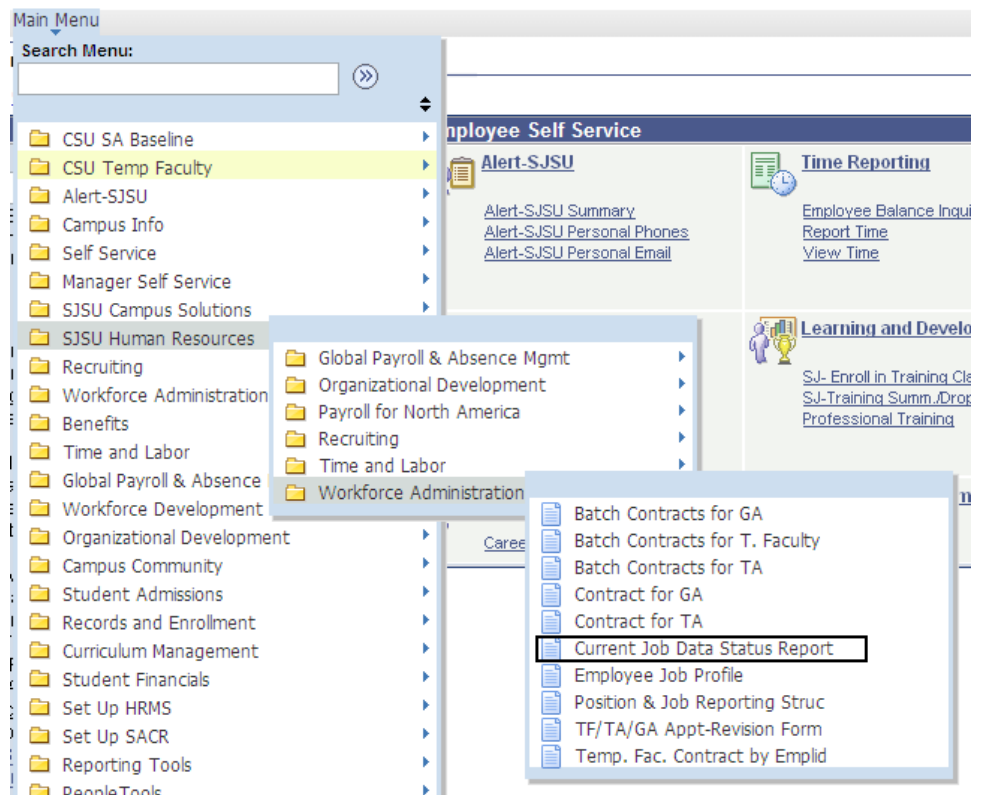 Main Menu
Search Menu:
CSU SA Baseline
CSU Temp Faculty
Alert-SJSU
Campus Info
Self Service
Manager Self Service
SJSU Campus Solutions
SJSU Human Resources
Recruiting
Workforce Administration
Benefits
Time and Labor
Global Payroll & Absence
Workforce Development
Organizational Development
Campus Community
Student Admissions
Records and Enrollment
Curriculum Management
Student Financials
Set Up HRMS
Set Up SACR
Reporting Tools
PeopleTools
Global Payroll & Absence Mgmt
Organizational Development
Payroll for North America
Recruiting
Time and Labor
Workforce Administration
Batch Contracts for GA
Batch Contracts for T. Faculty
Batch Contracts for TA
Contract for GA
Contract for TA
Current Job Data Status Report
Employee Job Profile
Position & Job Reporting Struc
TF/TA/GA Appt-Revision Form
Temp. Fac. Contract by Emplid
mployee Self Service
Alert-SJSU
Alert-SJSU Summary
Alert-SJSU Personal Phones
Alert-SJSU Personal Email
Time Reporting
Employee Balance Inqui
Report Time
View Time
Learning and Develo
SJ- Enroll in Training Cla
SJ-Training Summ./Drop
Professional Training
Caree